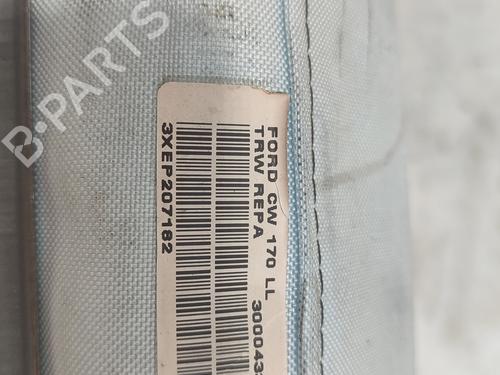 FORD CW 170 LL
TRW REPA
3XEP207182
B-PARTS